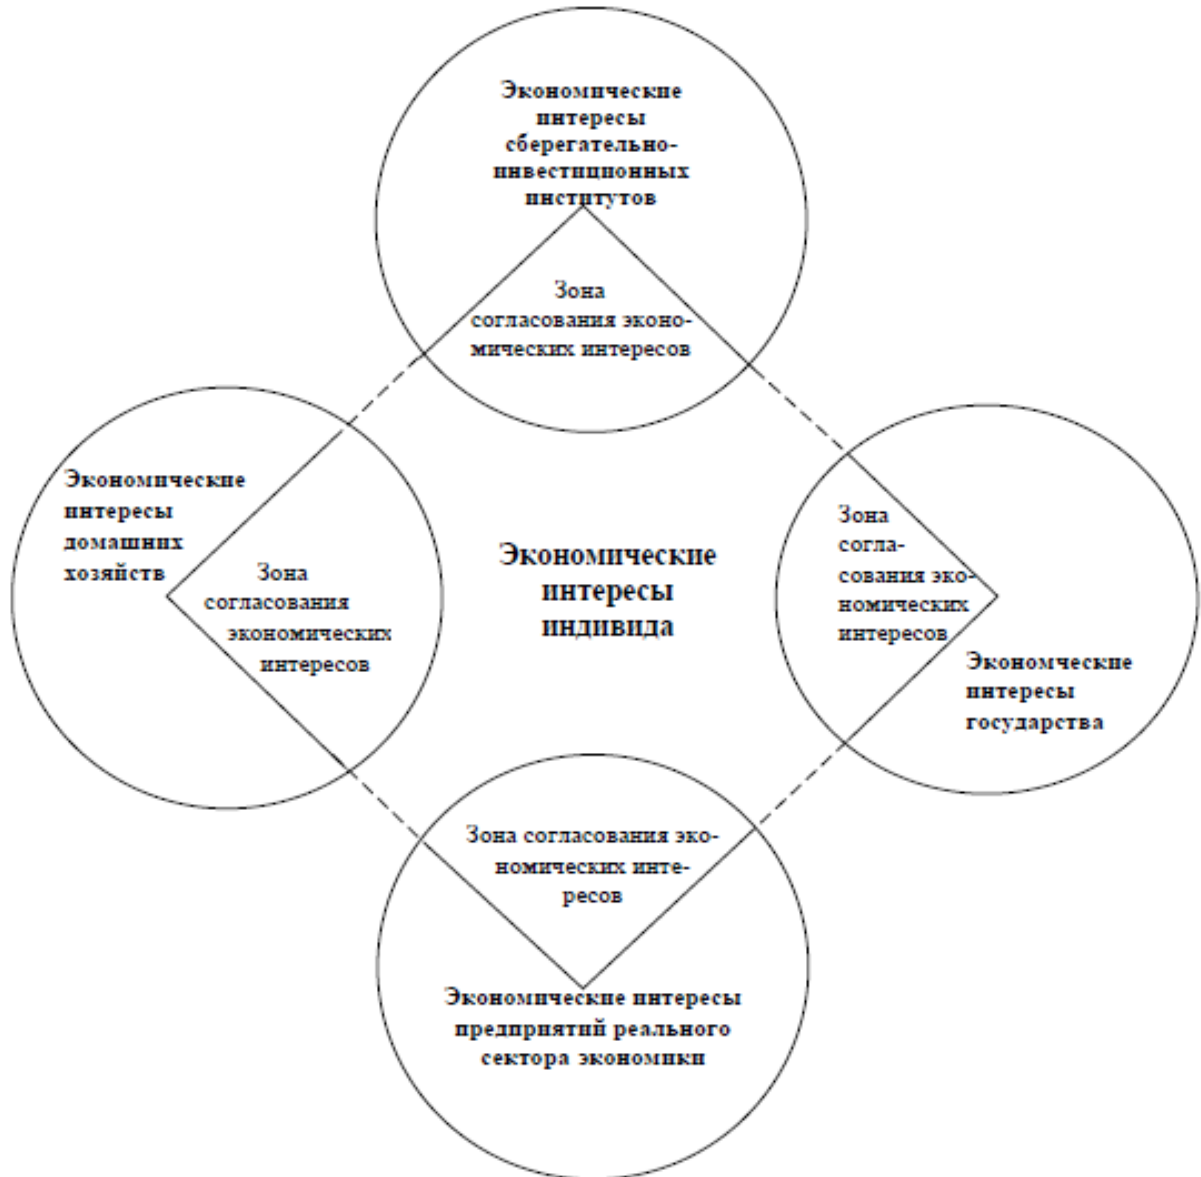 Экономические
интересы
сберегательно-
инвестиционных
институтов
Зона
согласования эконо-
мических интересов
Экономические
интересы
домашних
хозяйств
Зона
согласования
экономических
интересов
Экономические
интересы
индивида
Зона
согла-
сования эко-
номических
интересов
Экономческие
интересы
государства
Зона согласования эко-
номических инте-
ресов
Экономические интересы
предприятий реального
сектора экономики